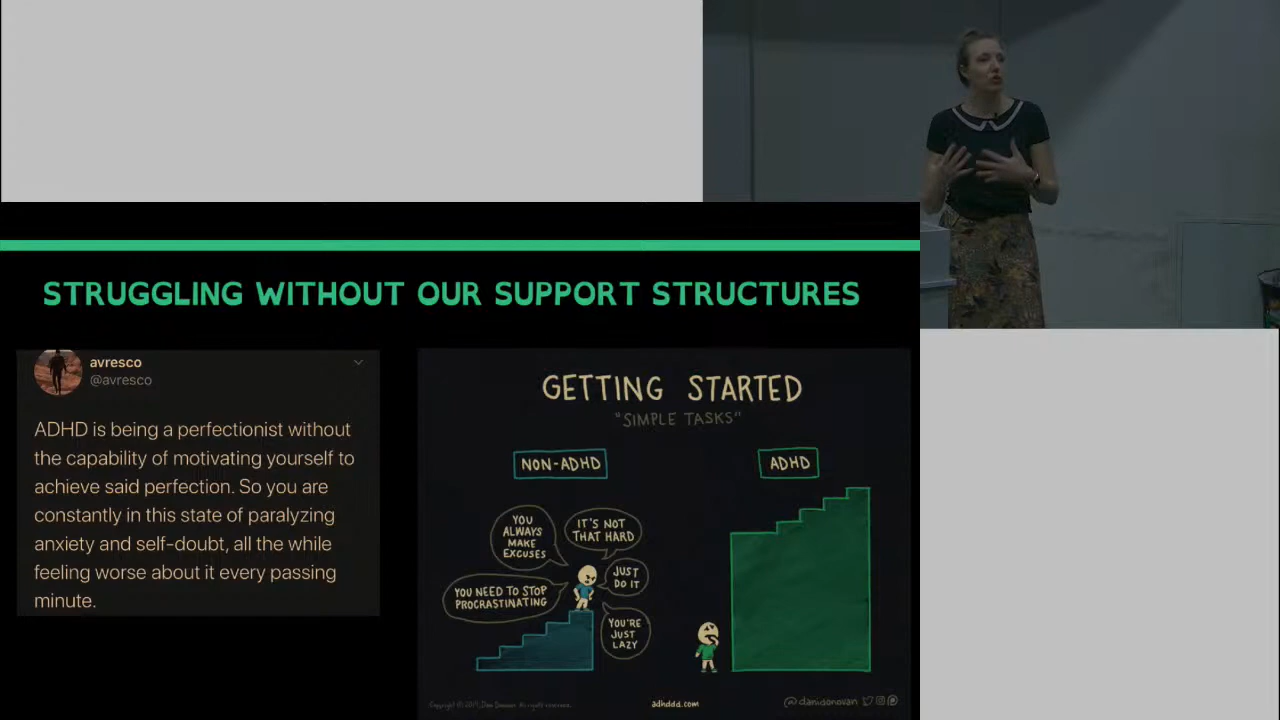 STRUGGLING WITHOUT OUR SUPPORT STRUCTURES
avresco
@avresco
ADHD is being a perfectionist without
the capability of motivating yourself to
achieve said perfection. So you are
constantly in this state of paralyzing
anxiety and self-doubt, all the while
feeling worse about it every passing
minute.
GETTING STARTED
"SIMPLE TASKS"
NON-ADHD
YOU
ALWAYS
MAKE
EXCUSES
IT'S NOT
THAT HARD
JUST
DO IT
YOU NEED TO STOP
PROCRASTINATING
YOU'RE
JUST
LAZY
ADHD
adhddd.com
@danidonovan